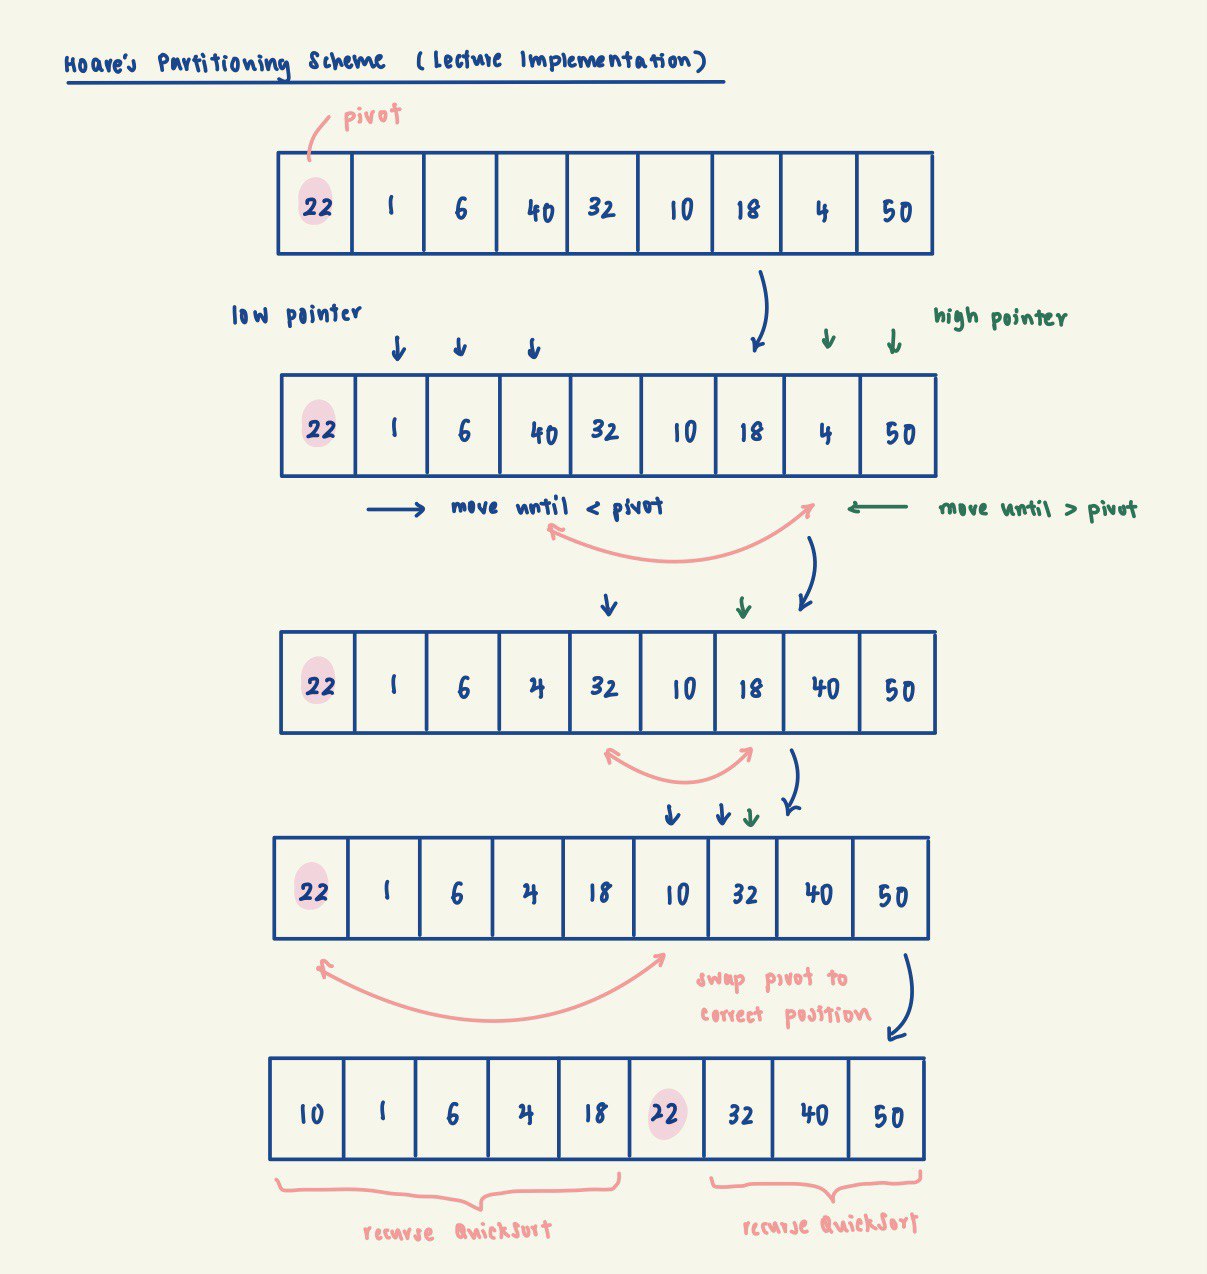 Hoare's Partitioning Scheme (Lecture Implementation)
pivot
22 1 6 40 32 10 18 4 50
low pointer
high pointer
22 1 6 40 32 10 18 4 50
→ move until < pivot
← move until > pivot
22 1 6 4 32 10 18 40 50
22 1 6 4 18 10 32 40 50
swap pivot to
correct position
10 1 6 4 18 22 32 40 50
recurse QuickSort
recurse QuickSort